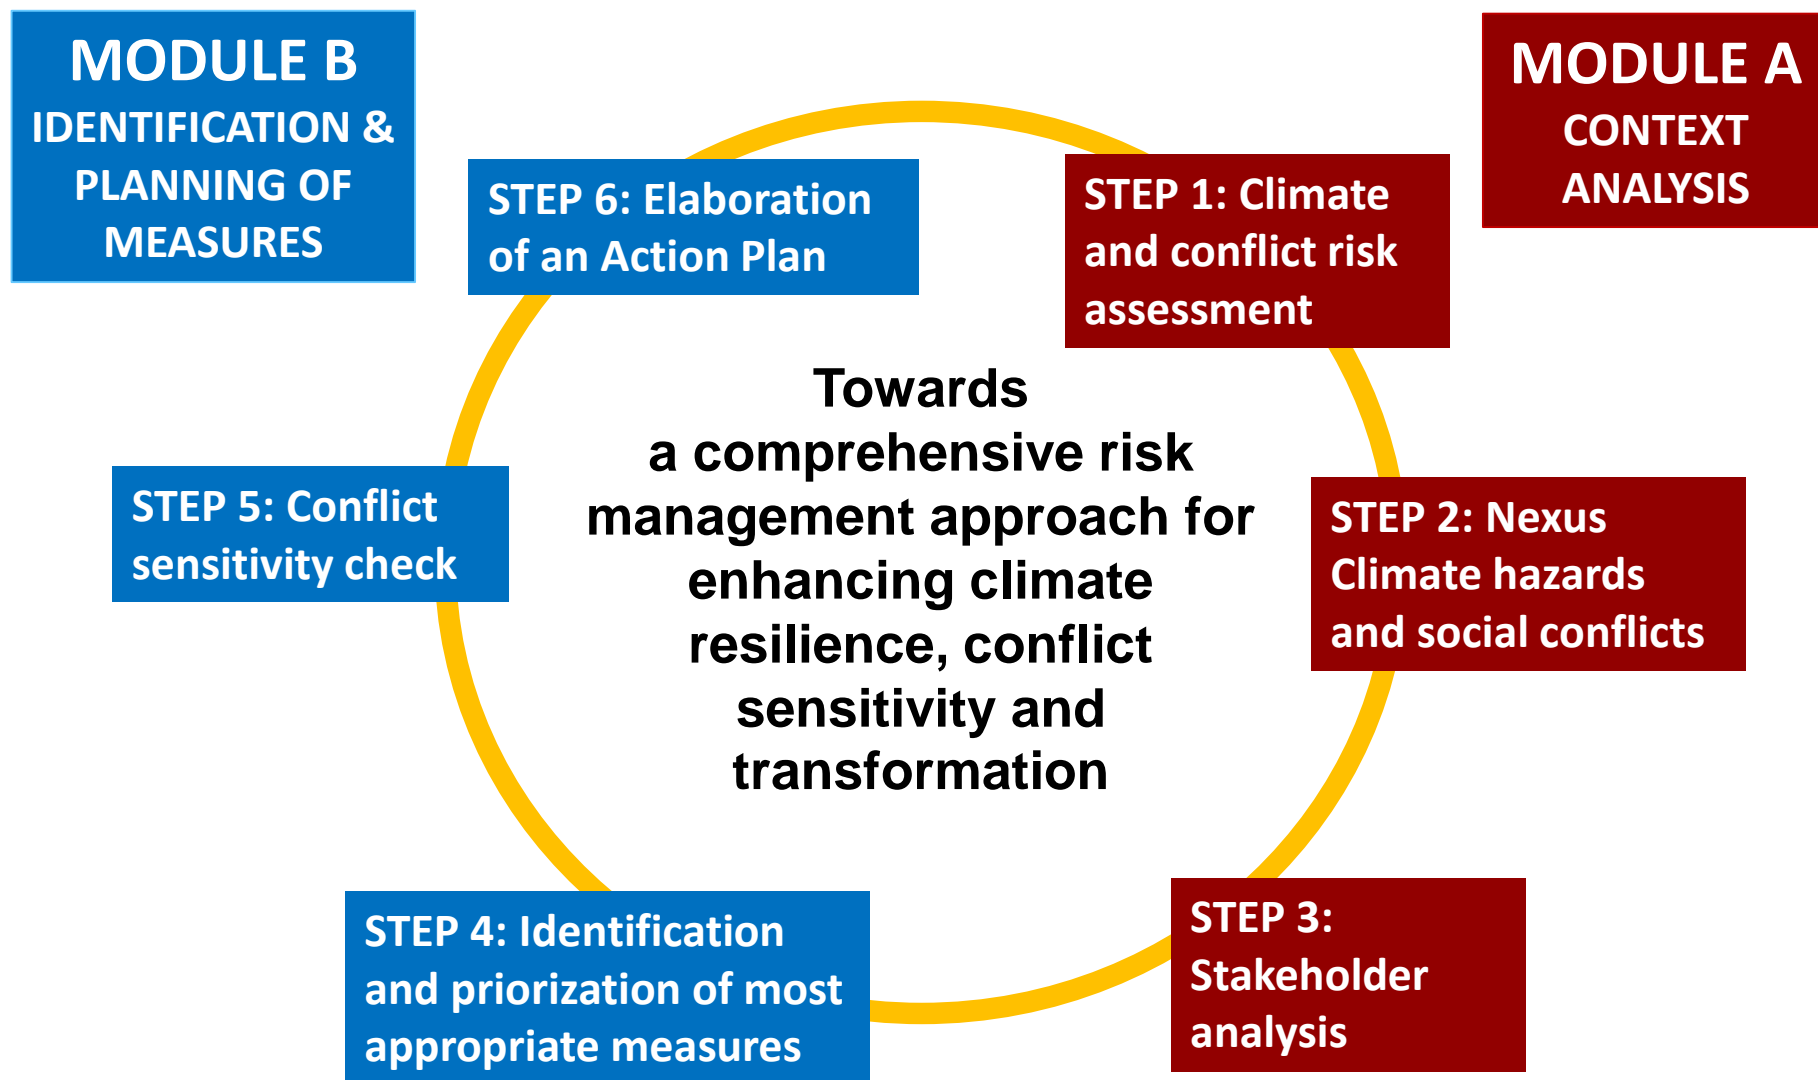 MODULE B
IDENTIFICATION &
PLANNING OF
MEASURES
MODULE A
CONTEXT
ANALYSIS
STEP 1: Climate
and conflict risk
assessment
STEP 2: Nexus
Climate hazards
and social conflicts
STEP 3:
Stakeholder
analysis
STEP 4: Identification
and priorization of most
appropriate measures
STEP 5: Conflict
sensitivity check
STEP 6: Elaboration
of an Action Plan
Towards
a comprehensive risk
management approach for
enhancing climate
resilience, conflict
sensitivity and
transformation